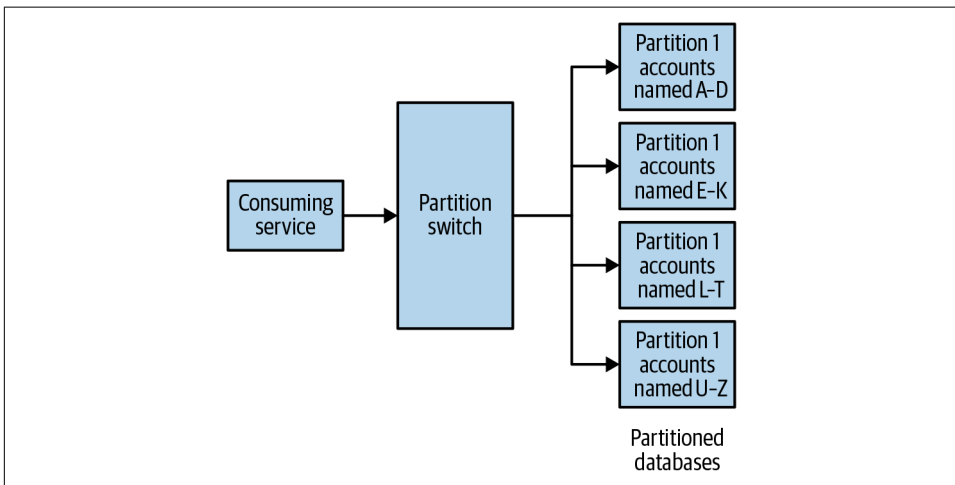 Consuming
service
Partition
switch
Partition 1
accounts
named A–D
Partition 1
accounts
named E–K
Partition 1
accounts
named L–T
Partition 1
accounts
named U–Z
Partitioned
databases